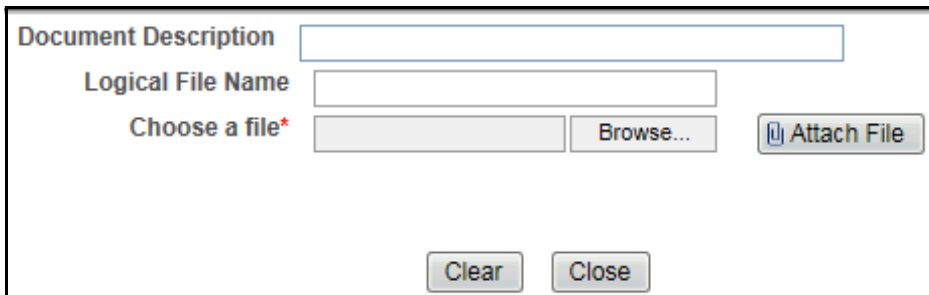 Document Description
Logical File Name
Choose a file* Browse... Attach File
Clear Close